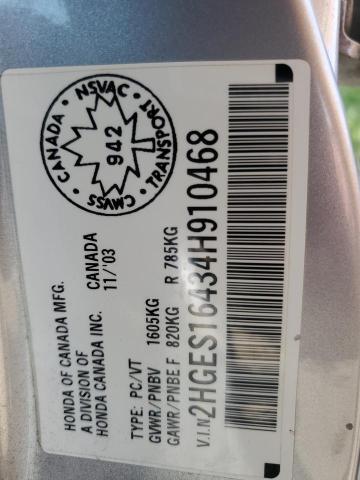 HONDA OF CANADA MFG.
A DIVISION OF
HONDA CANADA INC.
CANADA
11/'03
TYPE: PC/VT
GVWR/PNBV 1605KG
GAWR/PNBE F 820KG R 785KG
V.I.N 2HGES16434H910468
CANADA · NSVAC · TRANSPORT · CMVSS ·
942